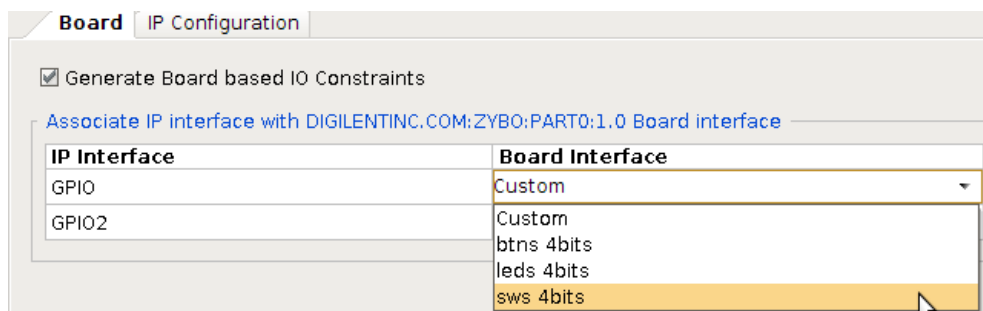 Board IP Configuration
Generate Board based IO Constraints
Associate IP interface with DIGILENTINC.COM:ZYBO:PART0:1.0 Board interface
IP Interface Board Interface
GPIO Custom
GPIO2 Custom
btns 4bits
leds 4bits
sws 4bits